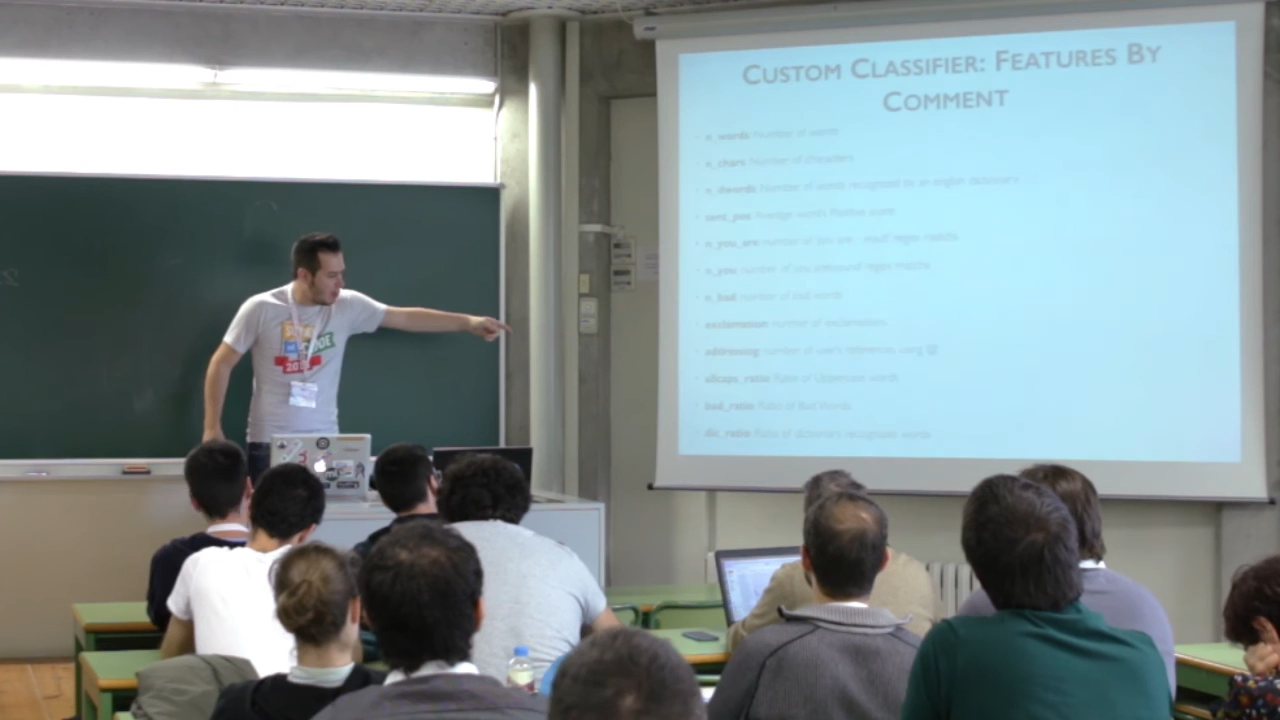 CUSTOM CLASSIFIER: FEATURES BY
COMMENT
n_words: Number of words
n_chars: Number of characters
n_dwords: Number of words recognized by an english dictionary
sent_pos: Average words Positive score
n_you_are: number of you are - multi regex matchs
n_you: number of you unbound regex matchs
n_bad: number of bad words
exclamation: number of exclamations
addressing: number of user's references using @
allcaps_ratio: Ratio of Uppercase words
bad_ratio: Ratio of Bad Words
dic_ratio: Ratio of dictionary recognizable words